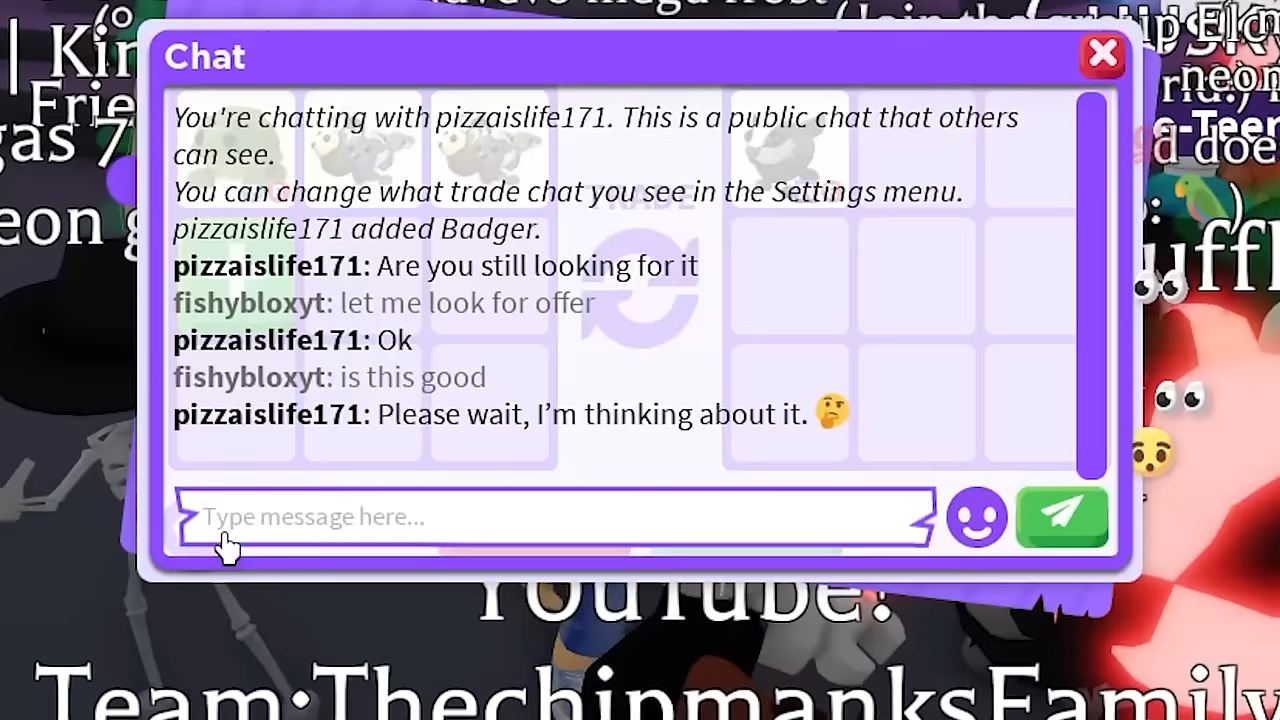 Chat
You're chatting with pizzaislife171. This is a public chat that others
can see.
You can change what trade chat you see in the Settings menu.
pizzaislife171 added Badger.
pizzaislife171: Are you still looking for it
fishybloxyt: let me look for offer
pizzaislife171: Ok
fishybloxyt: is this good
pizzaislife171: Please wait, I'm thinking about it. 🤔
Type message here...
YouTube:
Team:ThechipmanksFamily